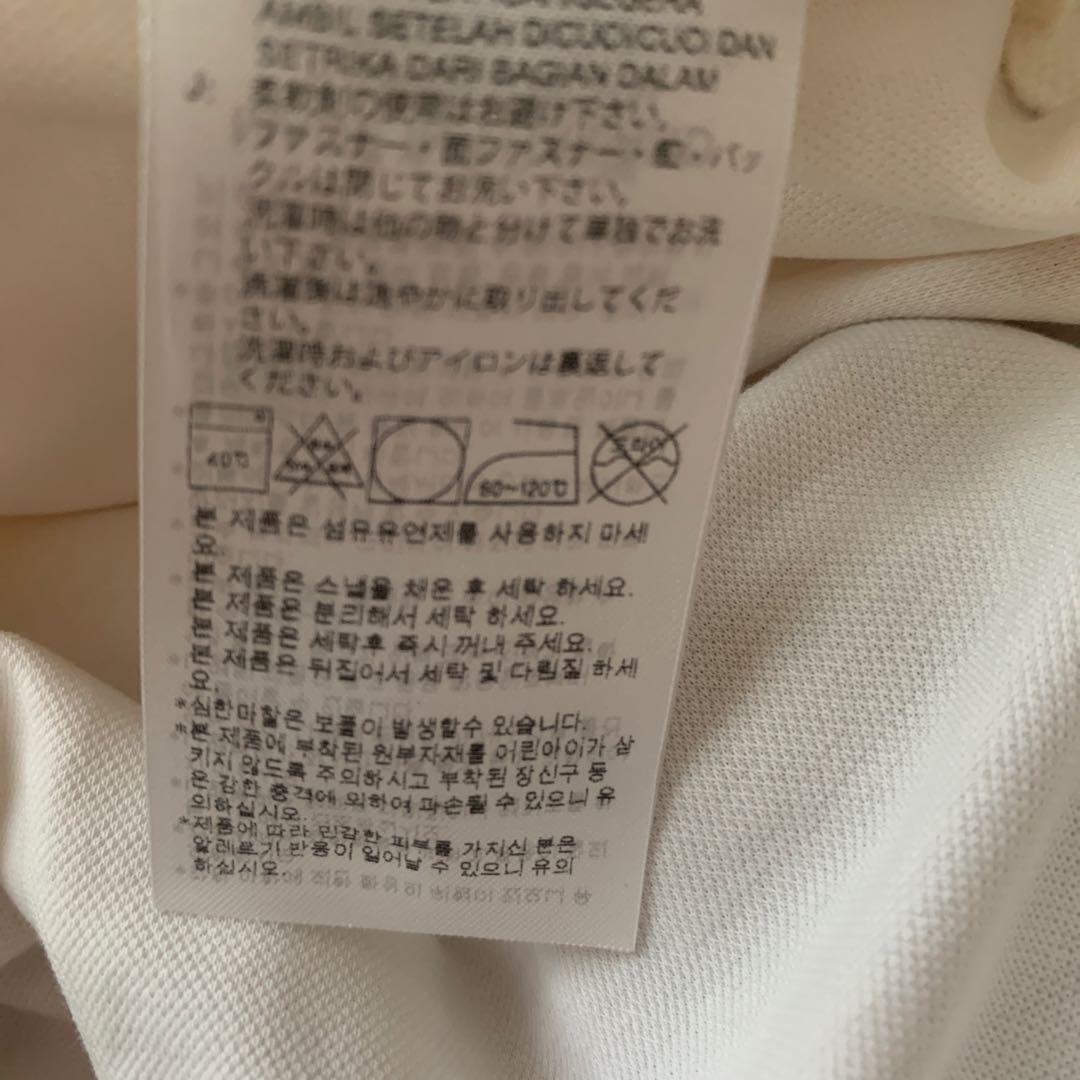 AMBIL SETELAH DICUCI/CUCI DAN
SETRIKA DARI BAGIAN DALAM
J: 柔軟剤の使用はお避け下さい。
ファスナー・面ファスナー・釦・バッ
クルは閉じてお洗い下さい。
洗濯時は他の物と分けて単独でお洗
い下さい。
洗濯後は速やかに取り出してくだ
さい。
洗濯時およびアイロンは裏返して
ください。
40℃
80~120℃
드라이
본 제품은 섬유유연제를 사용하지 마세
요.
본 제품은 스냅을 채운 후 세탁 하세요.
본 제품은 분리해서 세탁 하세요.
본 제품은 세탁후 즉시 꺼내 주세요.
본 제품은 뒤집어서 세탁 및 다림질 하세
요.
*심한마찰은 보풀이 발생할수 있습니다.
*본 제품에 부착된 원부자재를 어린아이가 삼
키지 않도록 주의하시고 부착된 장신구 등
은 강한 충격에 의하여 파손될 수 있으니 유
의하십시오.
*제품에 따라 민감한 피부를 가지신 분은
알레르기 반응이 일어날 수 있으니 유의
하십시오.